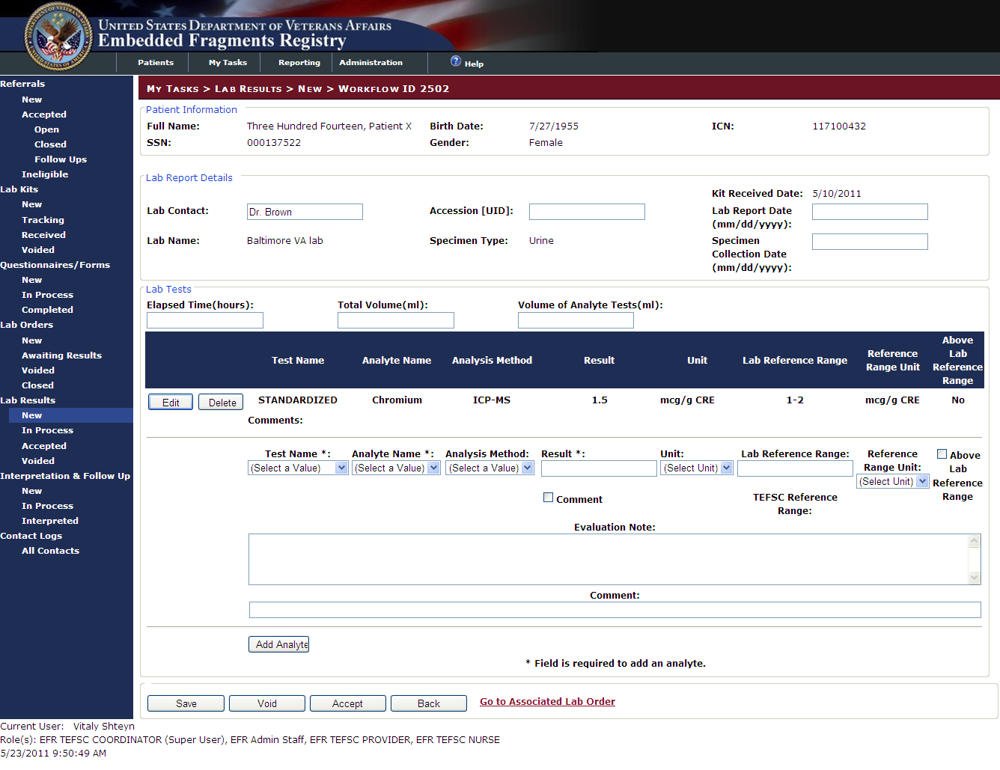 UNITED STATES DEPARTMENT OF VETERANS AFFAIRS
Embedded Fragments Registry
Patients My Tasks Reporting Administration ? Help
Referrals
New
Accepted
Open
Closed
Follow Ups
Ineligible
Lab Kits
New
Tracking
Received
Voided
Questionnaires/Forms
New
In Process
Completed
Lab Orders
New
Awaiting Results
Voided
Closed
Lab Results
New
In Process
Accepted
Voided
Interpretation & Follow Up
New
In Process
Interpreted
Contact Logs
All Contacts
MY TASKS > LAB RESULTS > NEW > WORKFLOW ID 2502
Patient Information
Full Name: Three Hundred Fourteen, Patient X Birth Date: 7/27/1955 ICN: 117100432
SSN: 000137522 Gender: Female
Lab Report Details
Kit Received Date: 5/10/2011
Lab Contact: Dr. Brown Accession [UID]: Lab Report Date
(mm/dd/yyyy):
Lab Name: Baltimore VA lab Specimen Type: Urine Specimen
Collection Date
(mm/dd/yyyy):
Lab Tests
Elapsed Time(hours): Total Volume(ml): Volume of Analyte Tests(ml):
Test Name Analyte Name Analysis Method Result Unit Lab Reference Range Reference Range Unit Above Lab Reference Range
Edit Delete STANDARDIZED Chromium ICP-MS 1.5 mcg/g CRE 1-2 mcg/g CRE No
Comments:
Test Name *: Analyte Name *: Analysis Method: Result *: Unit: Lab Reference Range: Reference Range Unit: Above Lab Reference Range
(Select a Value) (Select a Value) (Select a Value) (Select Unit) (Select Unit)
Comment TEFSC Reference
Range:
Evaluation Note:
Comment:
Add Analyte
* Field is required to add an analyte.
Save Void Accept Back Go to Associated Lab Order
Current User: Vitaly Shteyn
Role(s): EFR TEFSC COORDINATOR (Super User), EFR Admin Staff, EFR TEFSC PROVIDER, EFR TEFSC NURSE
5/23/2011 9:50:49 AM